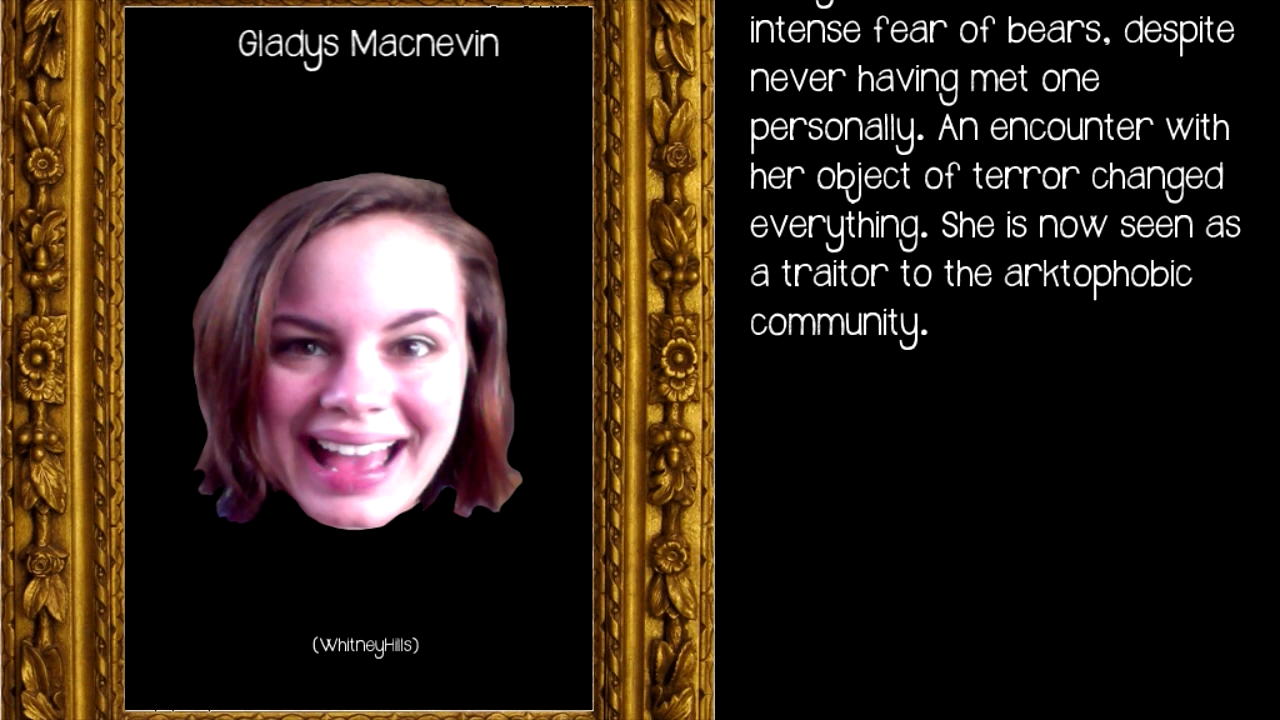 Gladys Macnevin
(WhitneyHills)
intense fear of bears, despite
never having met one
personally. An encounter with
her object of terror changed
everything. She is now seen as
a traitor to the arktophobic
community.